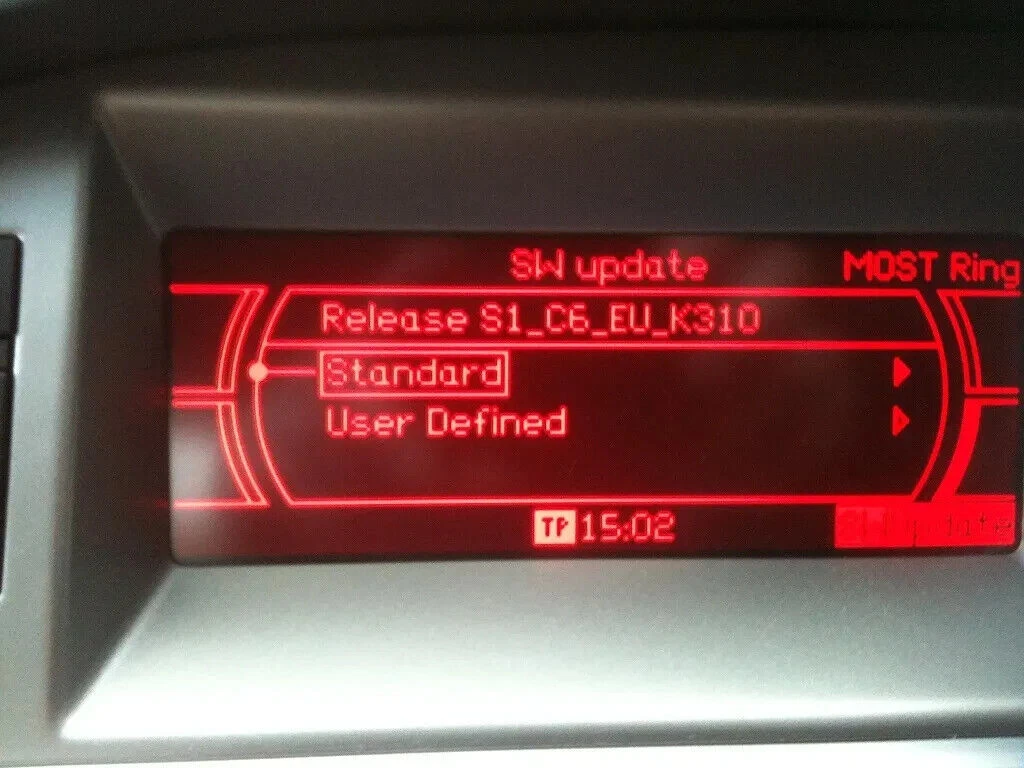 SW update
MOST Ring
Release S1_C6_EU_K310
Standard
User Defined
TP 15:02